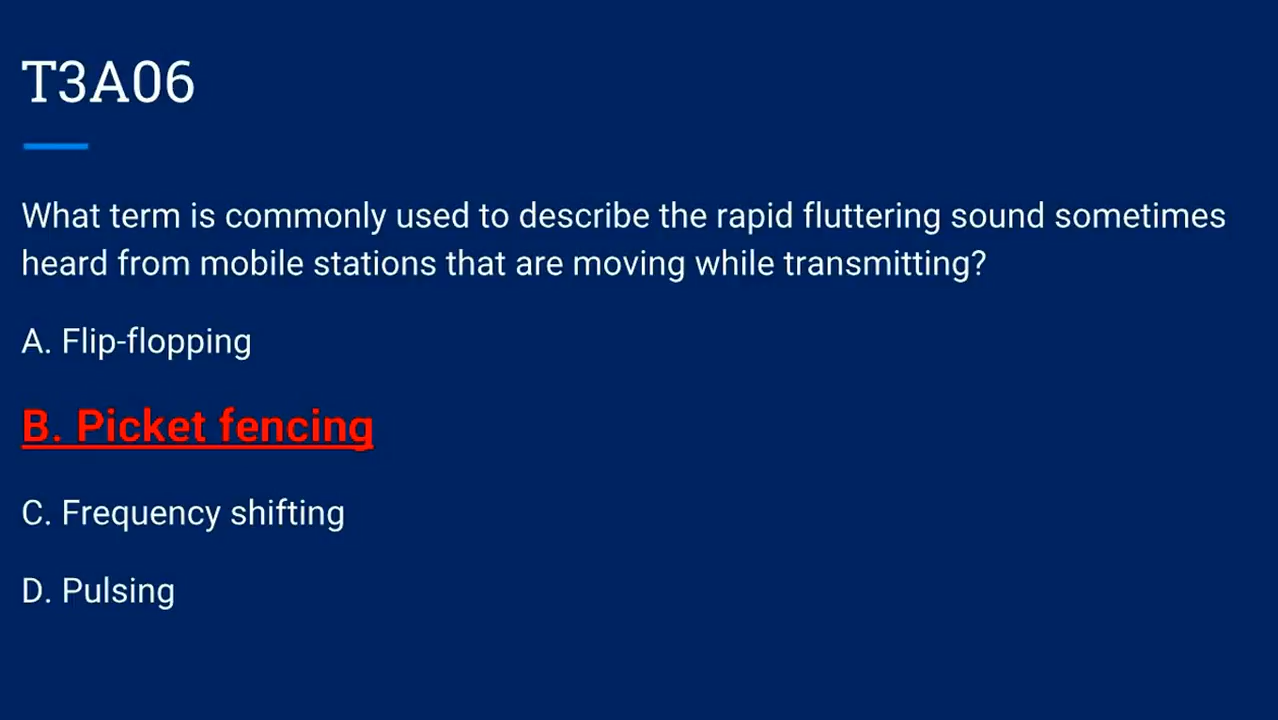 T3A06
What term is commonly used to describe the rapid fluttering sound sometimes
heard from mobile stations that are moving while transmitting?
A. Flip-flopping
B. Picket fencing
C. Frequency shifting
D. Pulsing